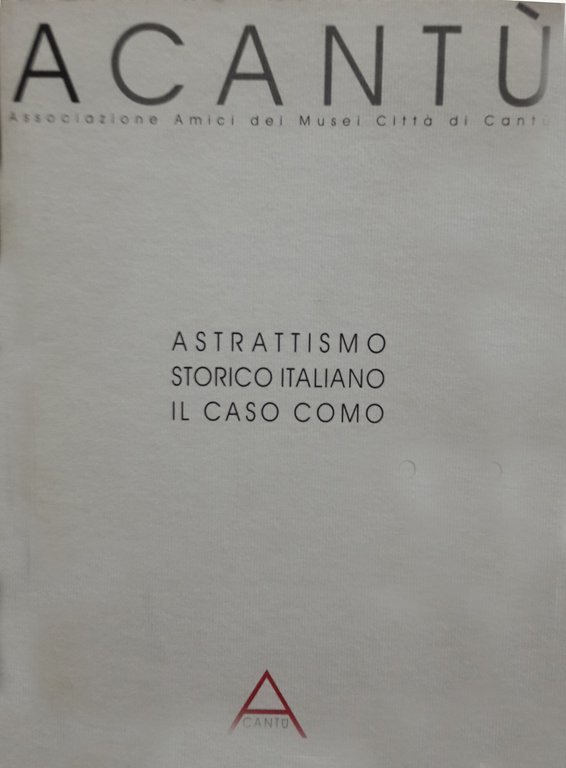 ACANTÙ
Associazione Amici dei Musei Città di Cantù
ASTRATTISMO
STORICO ITALIANO
IL CASO COMO
A
CANTÙ